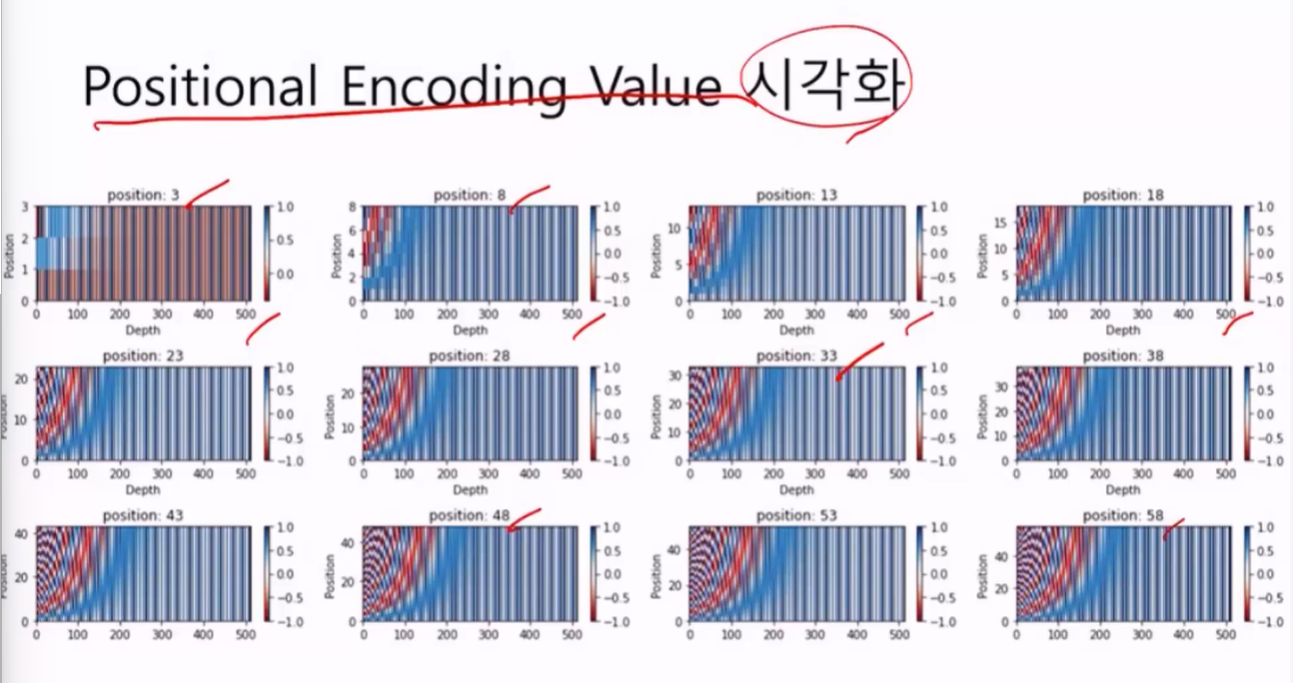 Positional Encoding Value 시각화
position: 3 position: 8 position: 13 position: 18
3 1.0 8 1.0 1.0 1.0
2 0.5 6 0.5 10 0.5 15 0.5
Position Position 4 0.0 Position 0.0 Position 10 0.0
1 0.0 2 −0.5 5 −0.5 5 −0.5
0 0 −1.0 0 −1.0 0 −1.0
0 100 200 300 400 500 0 100 200 300 400 500 0 100 200 300 400 500 0 100 200 300 400 500
Depth Depth Depth Depth
position: 23 position: 28 position: 33 position: 38
20 1.0 1.0 30 1.0 1.0
0.5 20 0.5 20 0.5 30 0.5
Position 10 0.0 Position 0.0 Position 0.0 Position 20 0.0
−0.5 10 −0.5 10 −0.5 10 −0.5
0 −1.0 0 −1.0 0 −1.0 0 −1.0
0 100 200 300 400 500 0 100 200 300 400 500 0 100 200 300 400 500 0 100 200 300 400 500
Depth Depth Depth Depth
position: 43 position: 48 position: 53 position: 58
40 1.0 1.0 1.0 1.0
0.5 40 0.5 40 0.5 40 0.5
Position 20 0.0 Position 20 0.0 Position 20 0.0 Position 20 0.0
−0.5 −0.5 −0.5 −0.5
0 −1.0 0 −1.0 0 −1.0 0 −1.0
0 100 200 300 400 500 0 100 200 300 400 500 0 100 200 300 400 500 0 100 200 300 400 500